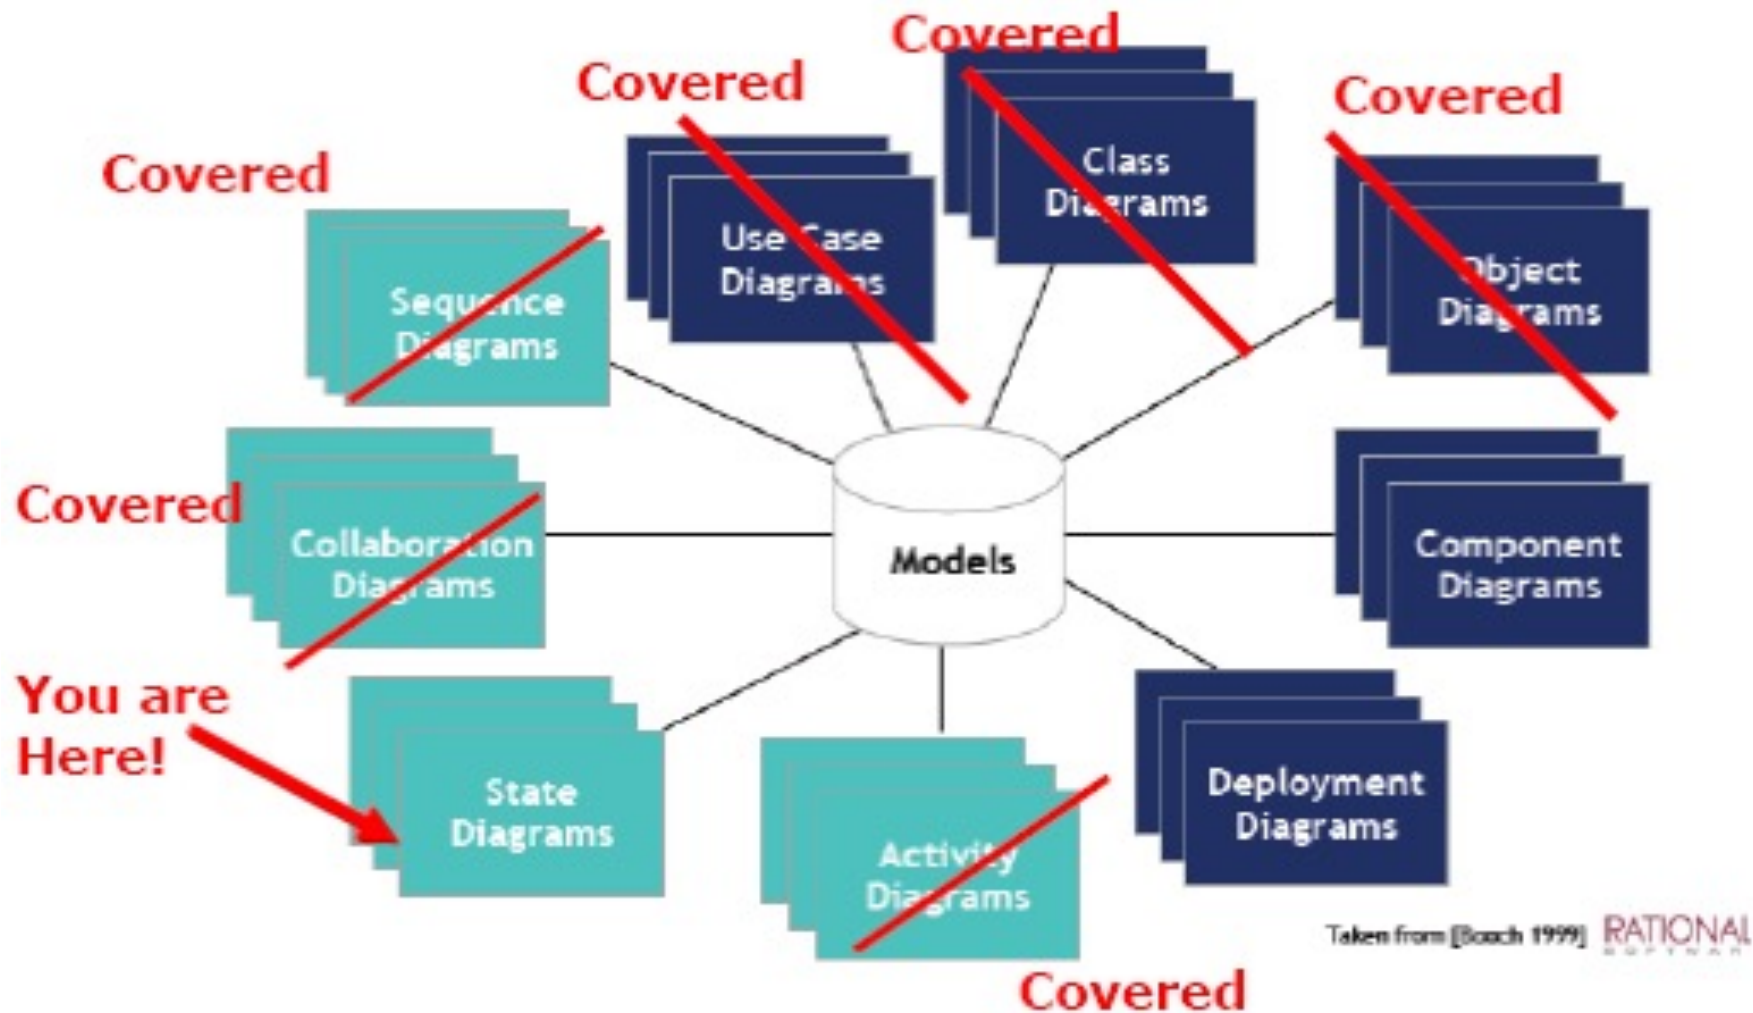 Covered
Covered
Covered
Covered
Class
Diagrams
Use Case
Diagrams
Object
Diagrams
Sequence
Diagrams
Covered
Collaboration
Diagrams
Models
Component
Diagrams
You are
Here!
State
Diagrams
Activity
Diagrams
Deployment
Diagrams
Taken from [Booch 1999]
RATIONAL
Covered